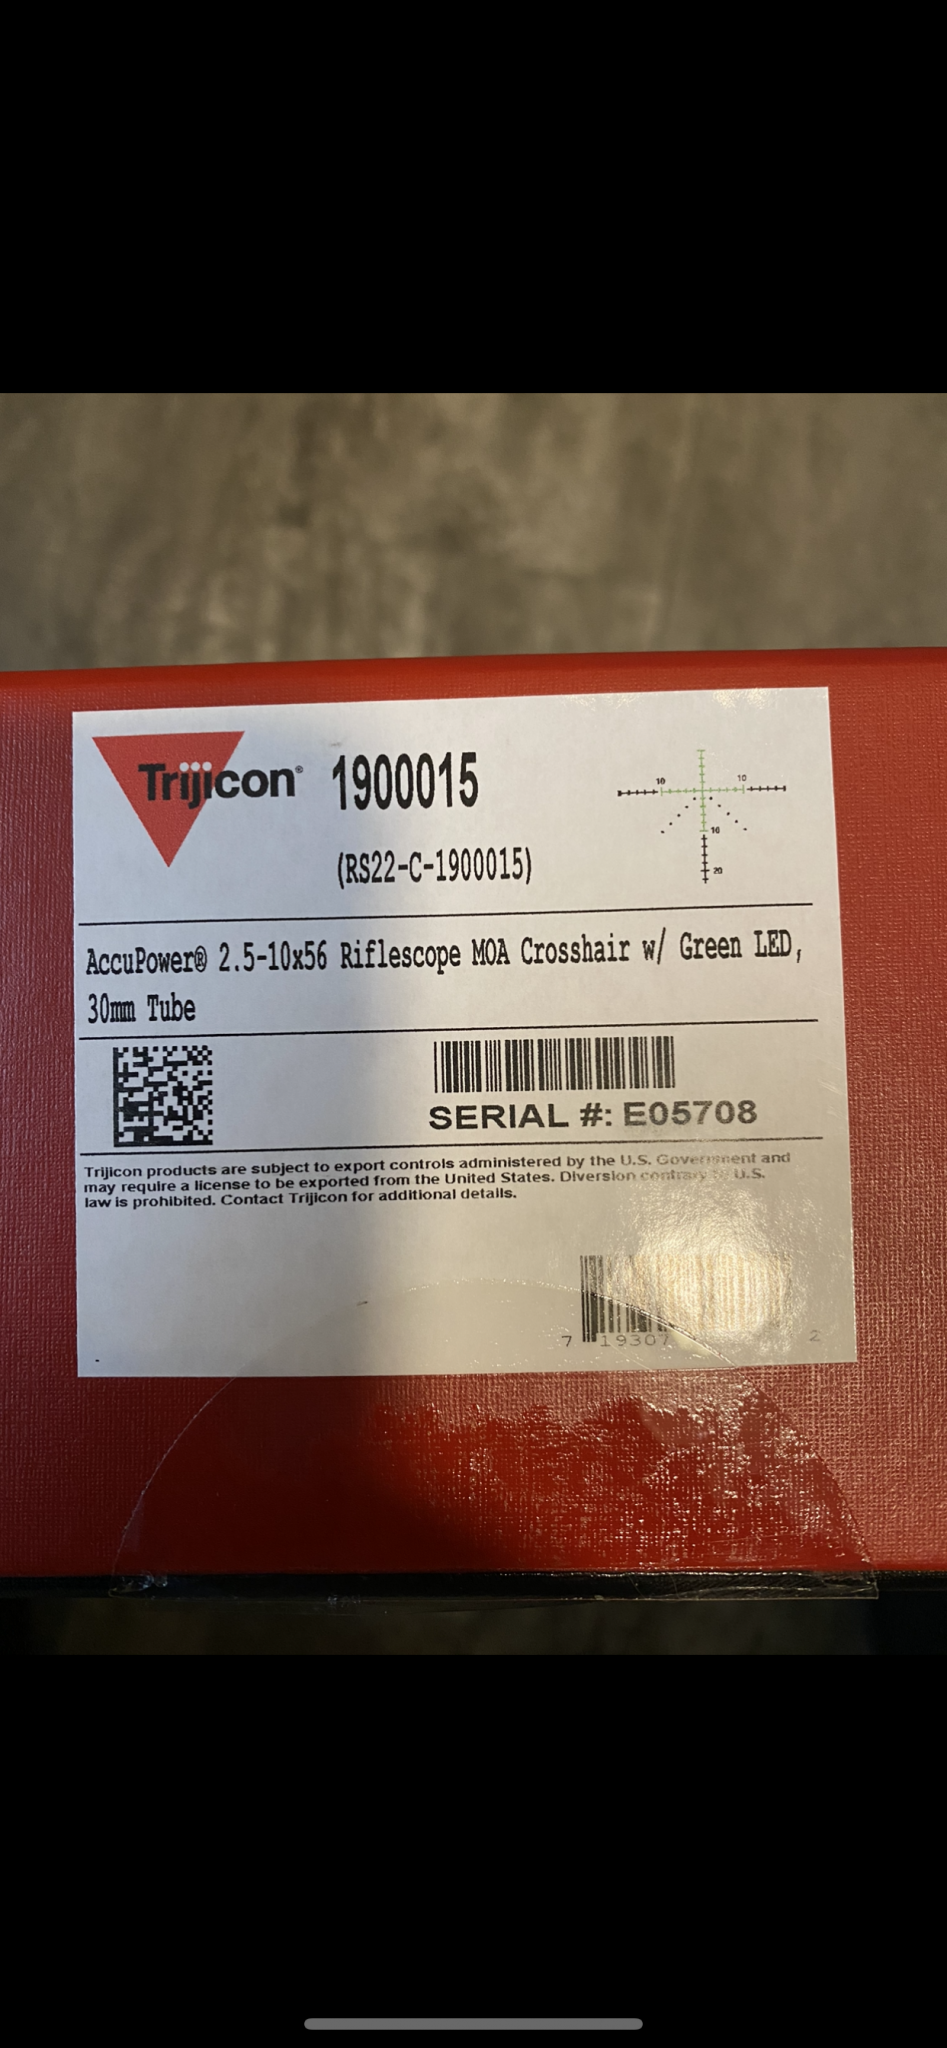 Trijicon® 1900015
(RS22-C-1900015)
10 10
10
20
AccuPower® 2.5-10x56 Riflescope MOA Crosshair w/ Green LED,
30mm Tube
SERIAL #: E05708
Trijicon products are subject to export controls administered by the U.S. Government and
may require a license to be exported from the United States. Diversion contrary to U.S.
law is prohibited. Contact Trijicon for additional details.
7 19307 2